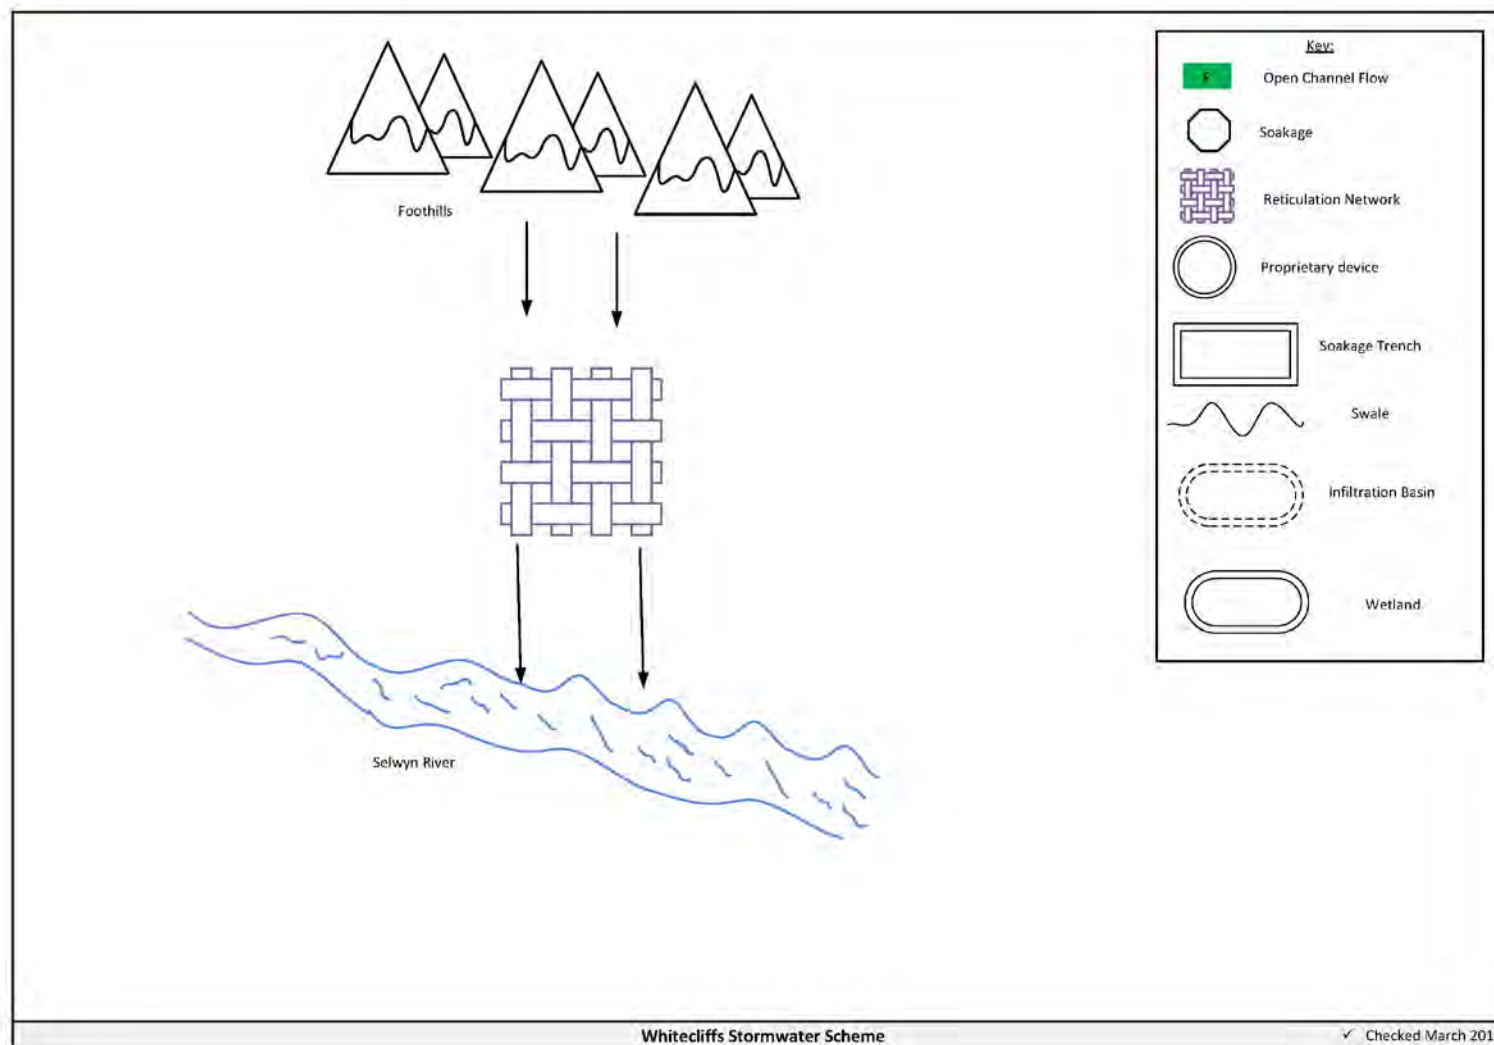 Key:
Open Channel Flow
Soakage
Reticulation Network
Proprietary device
Soakage Trench
Swale
Infiltration Basin
Wetland
Foothills
Selwyn River
Whitecliffs Stormwater Scheme
✓ Checked March 201